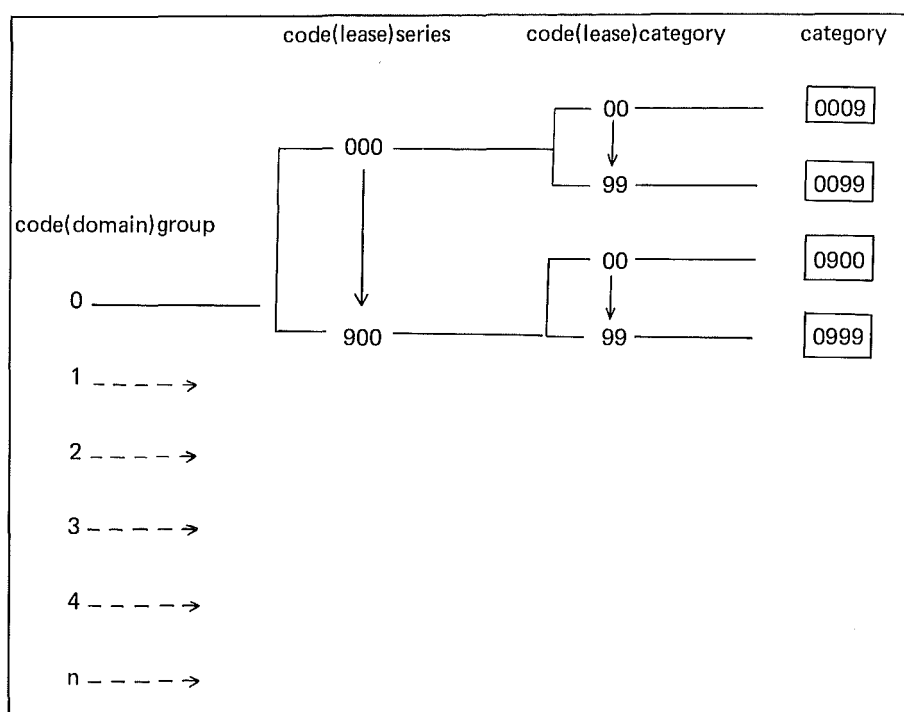 code(lease)series code(lease)category category
00 0009
000
99 0099
code(domain)group
00 0900
0
900 99 0999
1
2
3
4
n